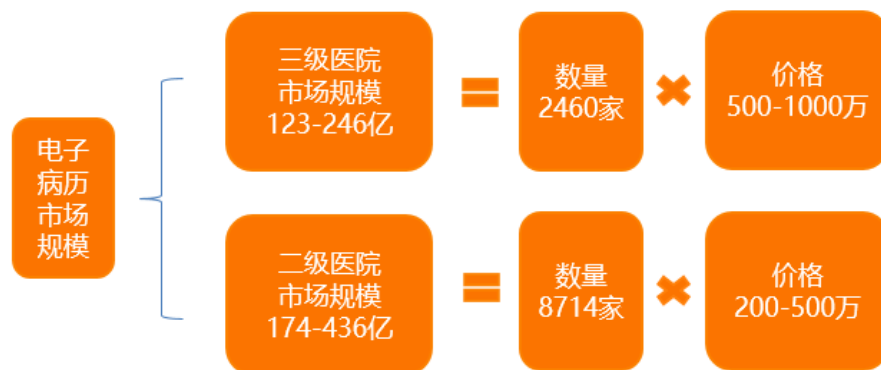 电子
病历
市场
规模
三级医院
市场规模
123-246亿
数量
2460家
价格
500-1000万
二级医院
市场规模
174-436亿
数量
8714家
价格
200-500万